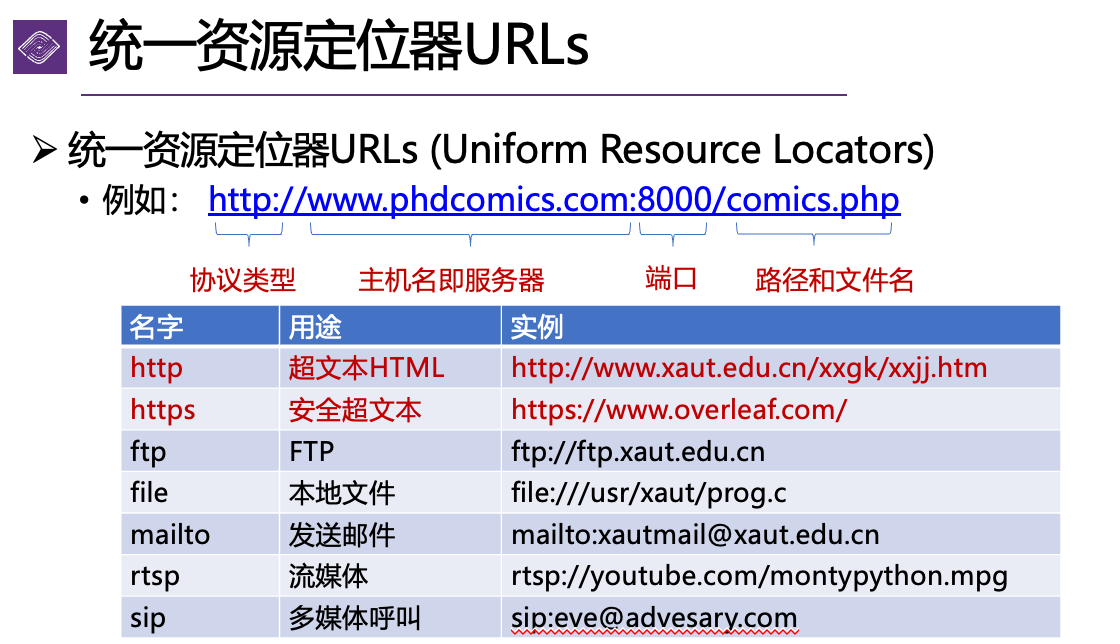 统一资源定位器URLs
➢ 统一资源定位器URLs (Uniform Resource Locators)
• 例如： http://www.phdcomics.com:8000/comics.php
协议类型 主机名即服务器 端口 路径和文件名
名字 用途 实例
http 超文本HTML http://www.xaut.edu.cn/xxgk/xxjj.htm
https 安全超文本 https://www.overleaf.com/
ftp FTP ftp://ftp.xaut.edu.cn
file 本地文件 file:///usr/xaut/prog.c
mailto 发送邮件 mailto:xautmail@xaut.edu.cn
rtsp 流媒体 rtsp://youtube.com/montypython.mpg
sip 多媒体呼叫 sip:eve@advesary.com